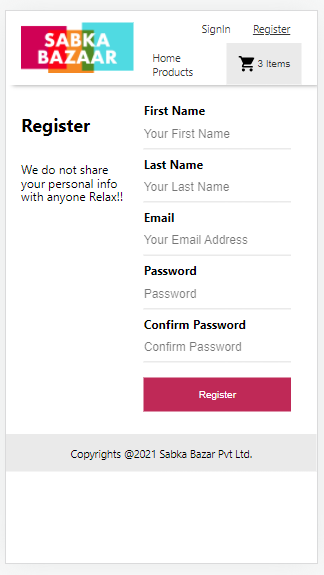 SABKA
BAZAAR
SignIn
Register
Home
Products
3 Items
Register
We do not share
your personal info
with anyone Relax!!
First Name
Your First Name
Last Name
Your Last Name
Email
Your Email Address
Password
Password
Confirm Password
Confirm Password
Register
Copyrights @2021 Sabka Bazar Pvt Ltd.